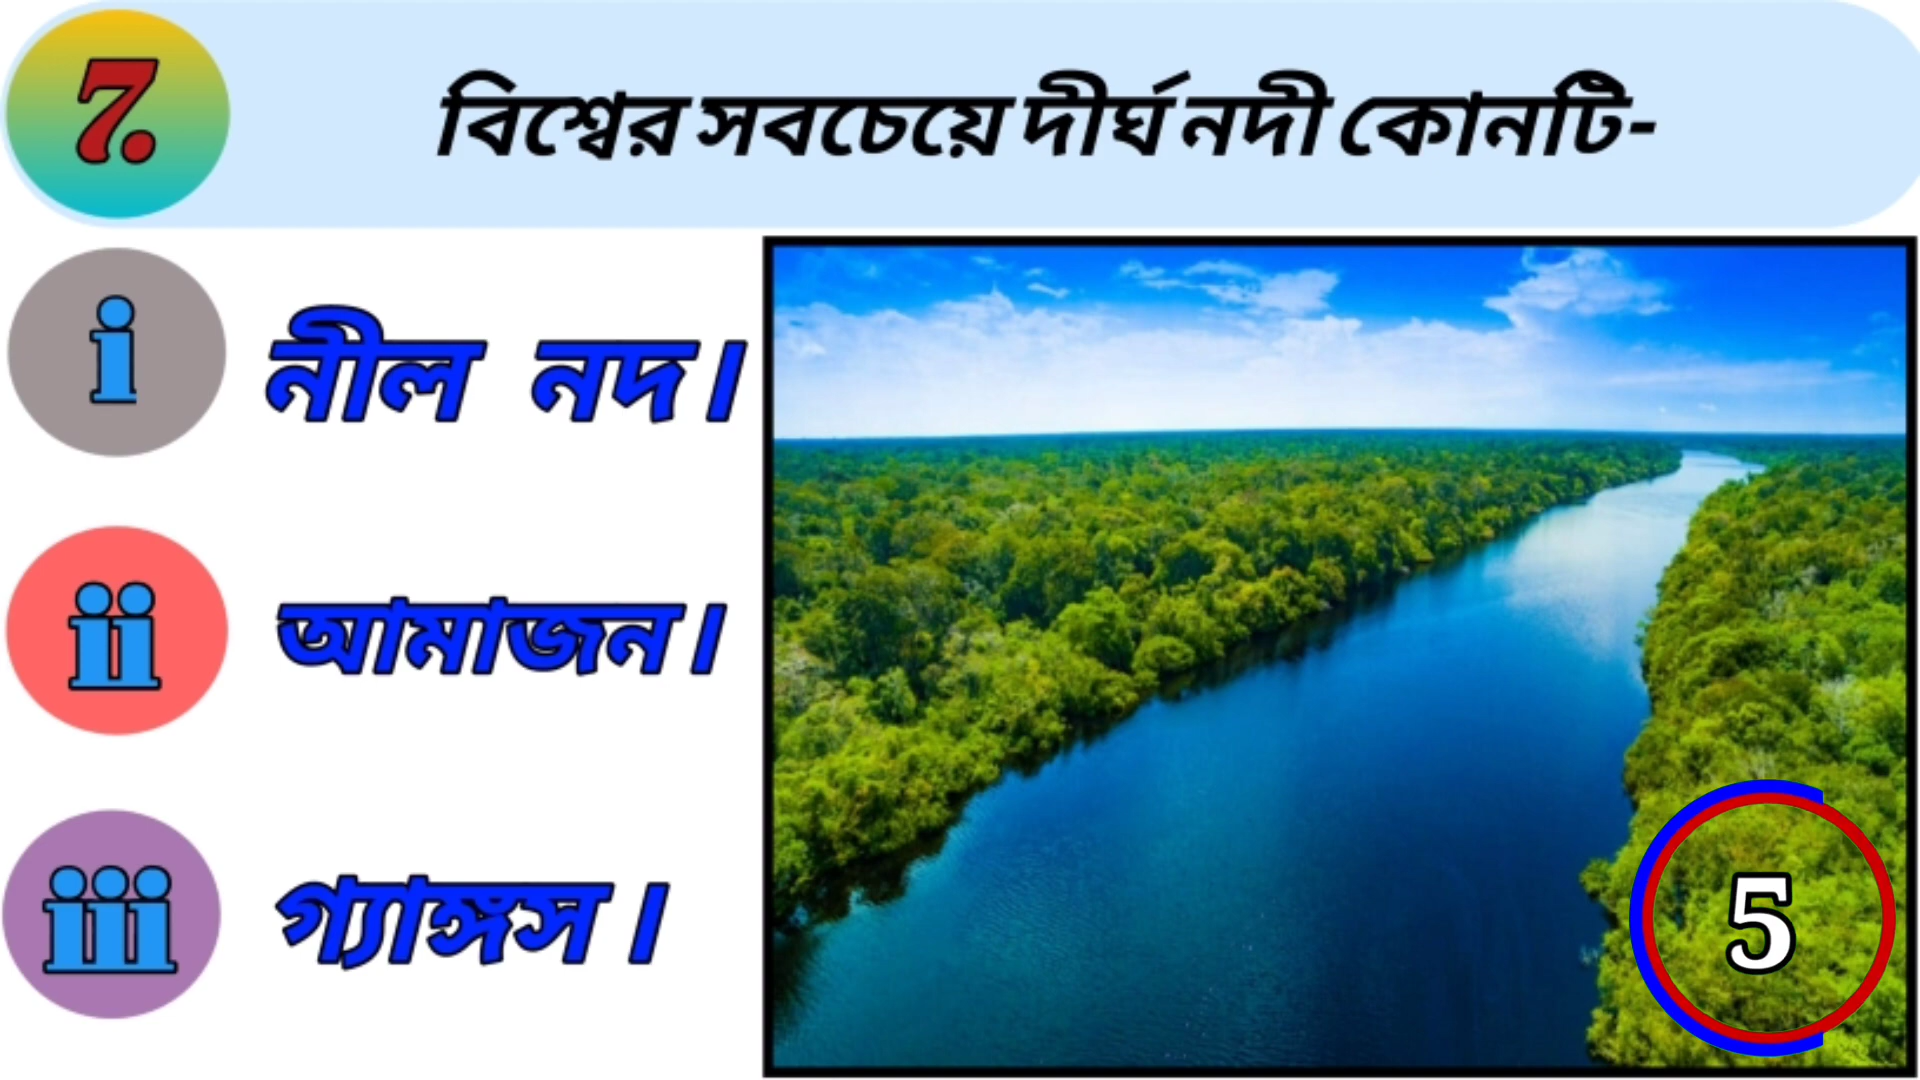 7.
বিশ্বের সবচেয়ে দীর্ঘ নদী কোনটি-
i
নীল নদ।
ii
আমাজন।
iii
গ্যাঙ্গস।
5